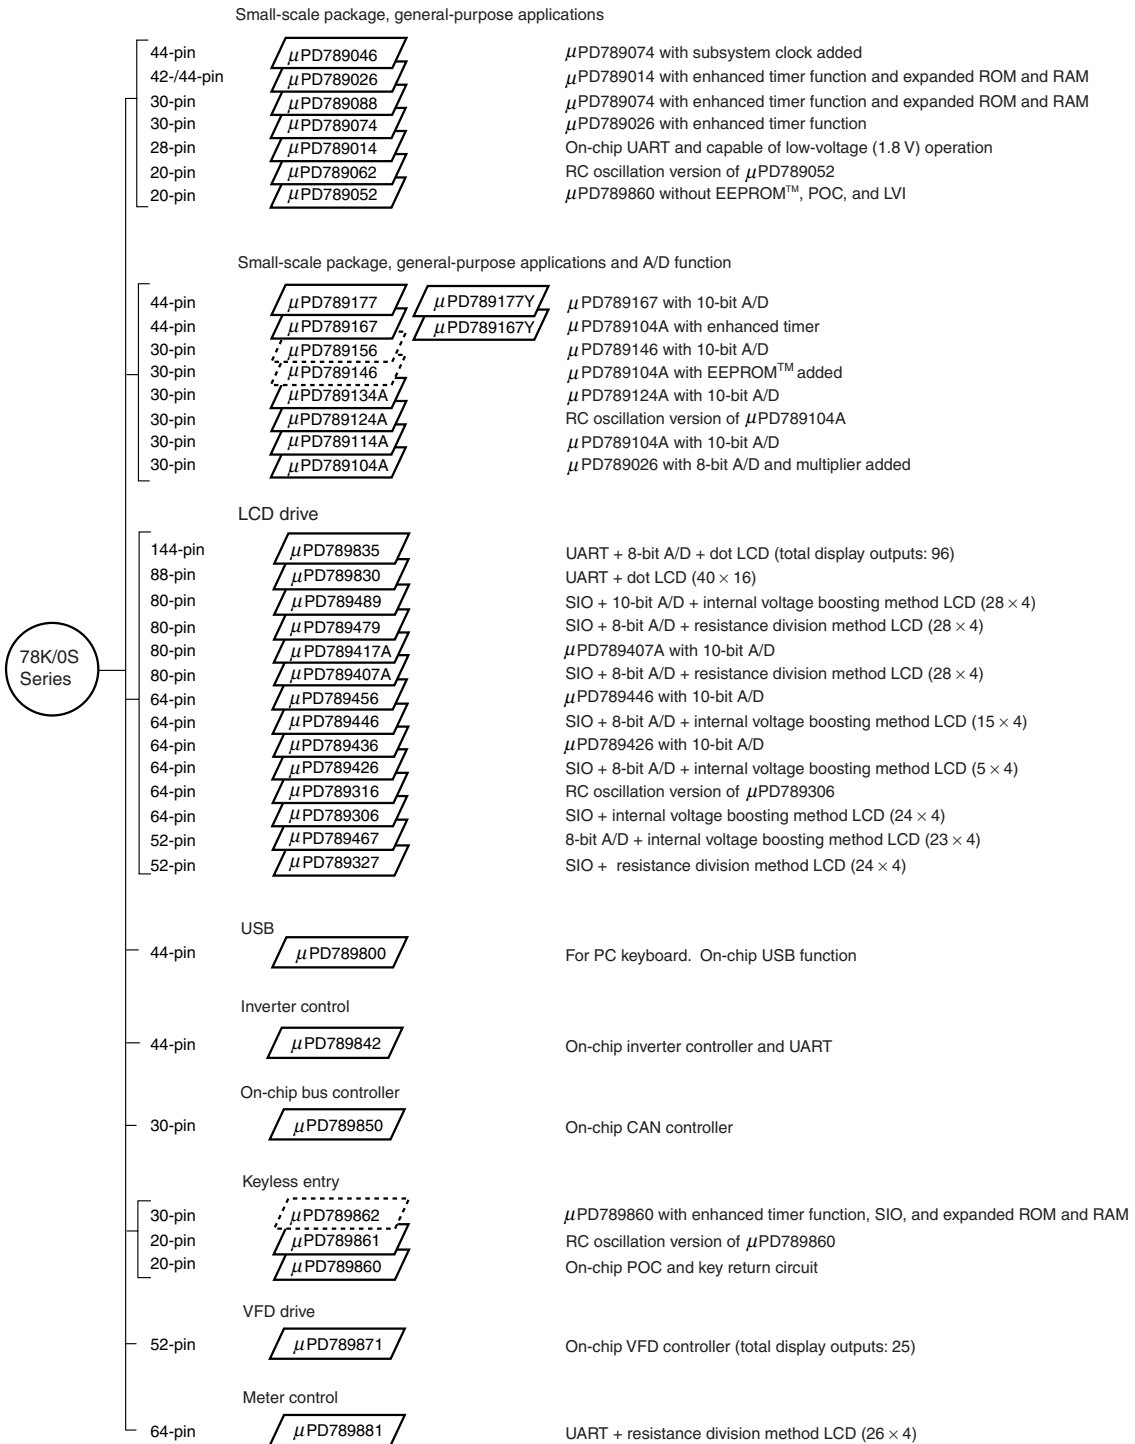 Small-scale package, general-purpose applications
44-pin μPD789046 μPD789074 with subsystem clock added
42-/44-pin μPD789026 μPD789014 with enhanced timer function and expanded ROM and RAM
30-pin μPD789088 μPD789074 with enhanced timer function and expanded ROM and RAM
30-pin μPD789074 μPD789026 with enhanced timer function
28-pin μPD789014 On-chip UART and capable of low-voltage (1.8 V) operation
20-pin μPD789062 RC oscillation version of μPD789052
20-pin μPD789052 μPD789860 without EEPROM™, POC, and LVI
Small-scale package, general-purpose applications and A/D function
44-pin μPD789177 μPD789177Y μPD789167 with 10-bit A/D
44-pin μPD789167 μPD789167Y μPD789104A with enhanced timer
30-pin μPD789156 μPD789146 with 10-bit A/D
30-pin μPD789146 μPD789104A with EEPROM™ added
30-pin μPD789134A μPD789124A with 10-bit A/D
30-pin μPD789124A RC oscillation version of μPD789104A
30-pin μPD789114A μPD789104A with 10-bit A/D
30-pin μPD789104A μPD789026 with 8-bit A/D and multiplier added
LCD drive
144-pin μPD789835 UART + 8-bit A/D + dot LCD (total display outputs: 96)
88-pin μPD789830 UART + dot LCD (40 × 16)
80-pin μPD789489 SIO + 10-bit A/D + internal voltage boosting method LCD (28 × 4)
80-pin μPD789479 SIO + 8-bit A/D + resistance division method LCD (28 × 4)
80-pin μPD789417A μPD789407A with 10-bit A/D
80-pin μPD789407A SIO + 8-bit A/D + resistance division method LCD (28 × 4)
64-pin μPD789456 μPD789446 with 10-bit A/D
64-pin μPD789446 SIO + 8-bit A/D + internal voltage boosting method LCD (15 × 4)
64-pin μPD789436 μPD789426 with 10-bit A/D
64-pin μPD789426 SIO + 8-bit A/D + internal voltage boosting method LCD (5 × 4)
64-pin μPD789316 RC oscillation version of μPD789306
64-pin μPD789306 SIO + internal voltage boosting method LCD (24 × 4)
52-pin μPD789467 8-bit A/D + internal voltage boosting method LCD (23 × 4)
52-pin μPD789327 SIO + resistance division method LCD (24 × 4)
78K/0S
Series
USB
44-pin μPD789800 For PC keyboard. On-chip USB function
Inverter control
44-pin μPD789842 On-chip inverter controller and UART
On-chip bus controller
30-pin μPD789850 On-chip CAN controller
Keyless entry
30-pin μPD789862 μPD789860 with enhanced timer function, SIO, and expanded ROM and RAM
20-pin μPD789861 RC oscillation version of μPD789860
20-pin μPD789860 On-chip POC and key return circuit
VFD drive
52-pin μPD789871 On-chip VFD controller (total display outputs: 25)
Meter control
64-pin μPD789881 UART + resistance division method LCD (26 × 4)